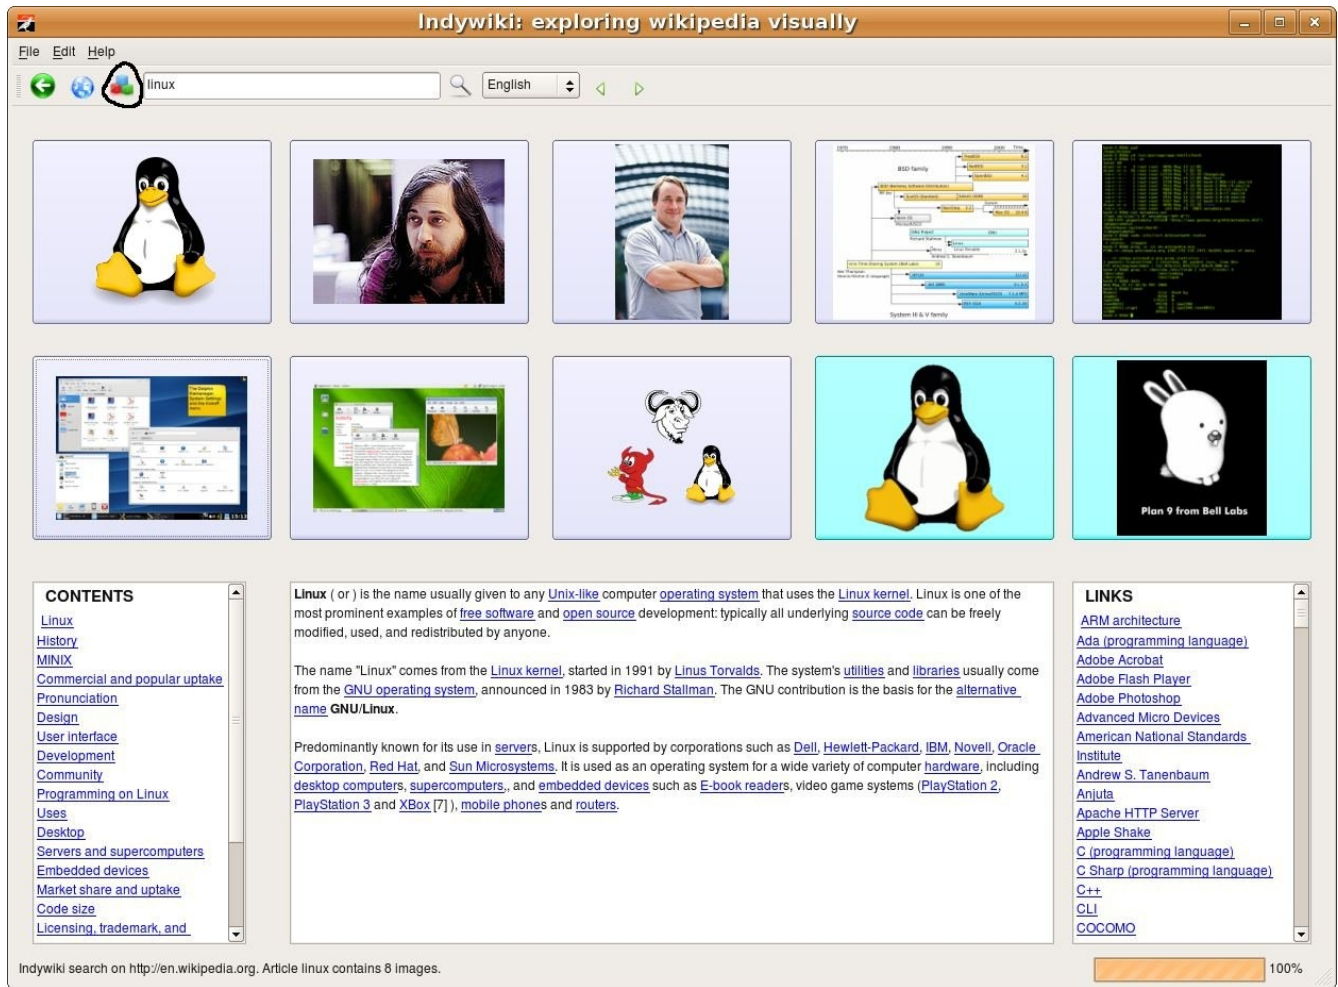 Indywiki: exploring wikipedia visually
File Edit Help
linux
English
BSD family
System III & V family
Plan 9 from Bell Labs
CONTENTS
Linux
History
MINIX
Commercial and popular uptake
Pronunciation
Design
User interface
Development
Community
Programming on Linux
Uses
Desktop
Servers and supercomputers
Embedded devices
Market share and uptake
Code size
Licensing, trademark, and
Linux ( or ) is the name usually given to any Unix-like computer operating system that uses the Linux kernel. Linux is one of the
most prominent examples of free software and open source development: typically all underlying source code can be freely
modified, used, and redistributed by anyone.
The name "Linux" comes from the Linux kernel, started in 1991 by Linus Torvalds. The system's utilities and libraries usually come
from the GNU operating system, announced in 1983 by Richard Stallman. The GNU contribution is the basis for the alternative
name GNU/Linux.
Predominantly known for its use in servers, Linux is supported by corporations such as Dell, Hewlett-Packard, IBM, Novell, Oracle
Corporation, Red Hat, and Sun Microsystems. It is used as an operating system for a wide variety of computer hardware, including
desktop computers, supercomputers,, and embedded devices such as E-book readers, video game systems (PlayStation 2,
PlayStation 3 and XBox [7] ), mobile phones and routers.
LINKS
ARM architecture
Ada (programming language)
Adobe Acrobat
Adobe Flash Player
Adobe Photoshop
Advanced Micro Devices
American National Standards
Institute
Andrew S. Tanenbaum
Anjuta
Apache HTTP Server
Apple Shake
C (programming language)
C Sharp (programming language)
C++
CLI
COCOMO
Indywiki search on http://en.wikipedia.org. Article linux contains 8 images.
100%